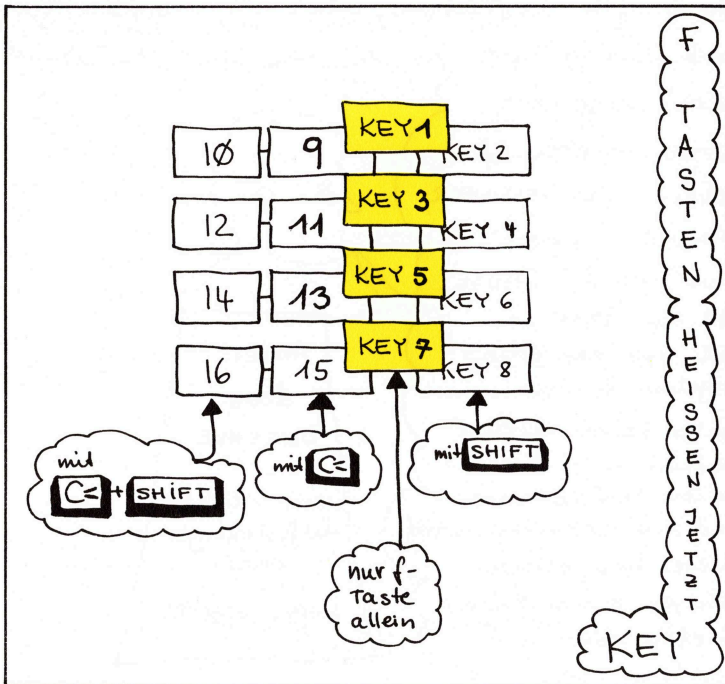 10 9 KEY 1 KEY 2
12 11 KEY 3 KEY 4
14 13 KEY 5 KEY 6
16 15 KEY 7 KEY 8
mit
C= + SHIFT
mit C=
mit SHIFT
nur f-
Taste
allein
F TASTEN HEISSEN JETZT
KEY